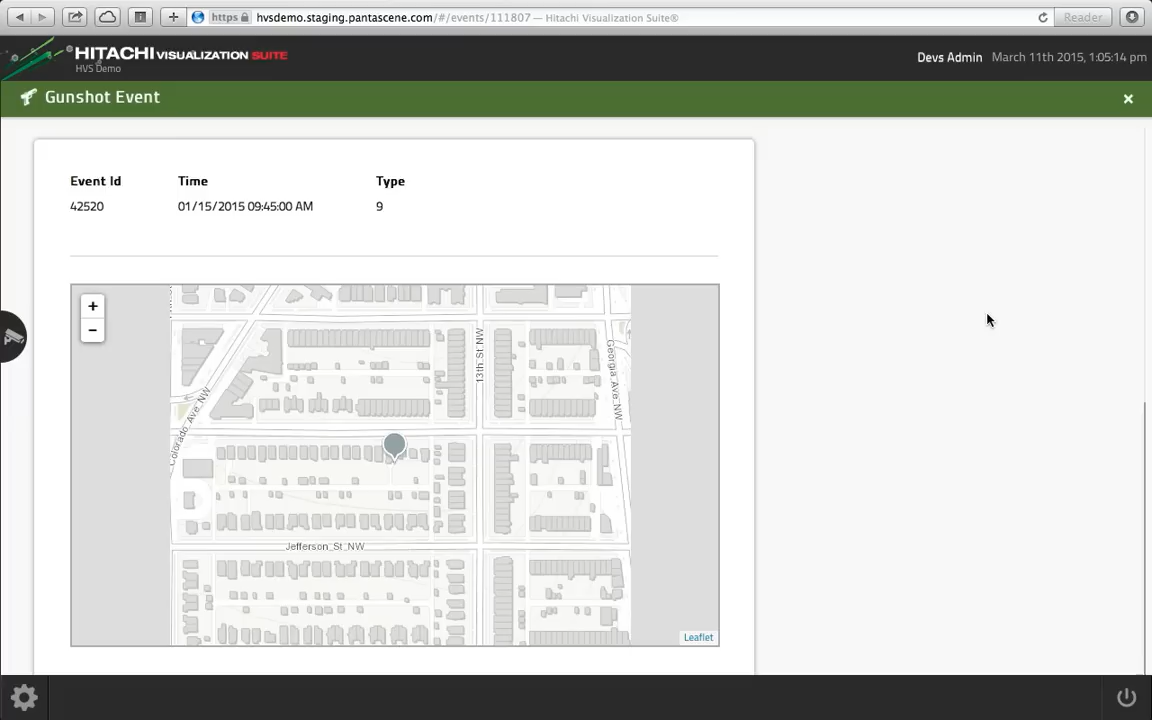 https hvsdemo.staging.pantascene.com/#/events/111807 — Hitachi Visualization Suite®
Reader
HITACHI VISUALIZATION SUITE
HVS Demo
Devs Admin March 11th 2015, 1:05:14 pm
Gunshot Event
×
Event Id Time Type
42520 01/15/2015 09:45:00 AM 9
+
−
13th St NW
Georgia Ave NW
Colorado Ave NW
Jefferson St NW
Leaflet